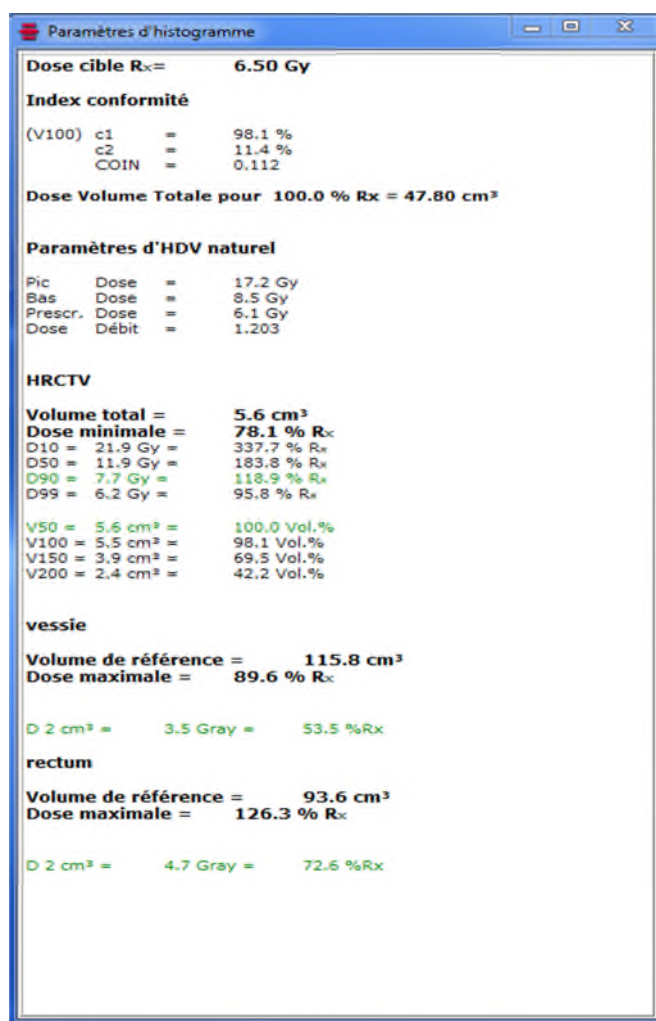 Paramètres d'histogramme
Dose cible Rx= 6.50 Gy
Index conformité
(V100) c1 = 98.1 %
c2 = 11.4 %
COIN = 0.112
Dose Volume Totale pour 100.0 % Rx = 47.80 cm³
Paramètres d'HDV naturel
Pic Dose = 17.2 Gy
Bas Dose = 8.5 Gy
Prescr. Dose = 6.1 Gy
Dose Débit = 1.203
HRCTV
Volume total = 5.6 cm³
Dose minimale = 78.1 % Rx
D10 = 21.9 Gy = 337.7 % Rx
D50 = 11.9 Gy = 183.8 % Rx
D90 = 7.7 Gy = 118.9 % Rx
D99 = 6.2 Gy = 95.8 % Rx
V50 = 5.6 cm³ = 100.0 Vol.%
V100 = 5.5 cm³ = 98.1 Vol.%
V150 = 3.9 cm³ = 69.5 Vol.%
V200 = 2.4 cm³ = 42.2 Vol.%
vessie
Volume de référence = 115.8 cm³
Dose maximale = 89.6 % Rx
D 2 cm³ = 3.5 Gray = 53.5 %Rx
rectum
Volume de référence = 93.6 cm³
Dose maximale = 126.3 % Rx
D 2 cm³ = 4.7 Gray = 72.6 %Rx